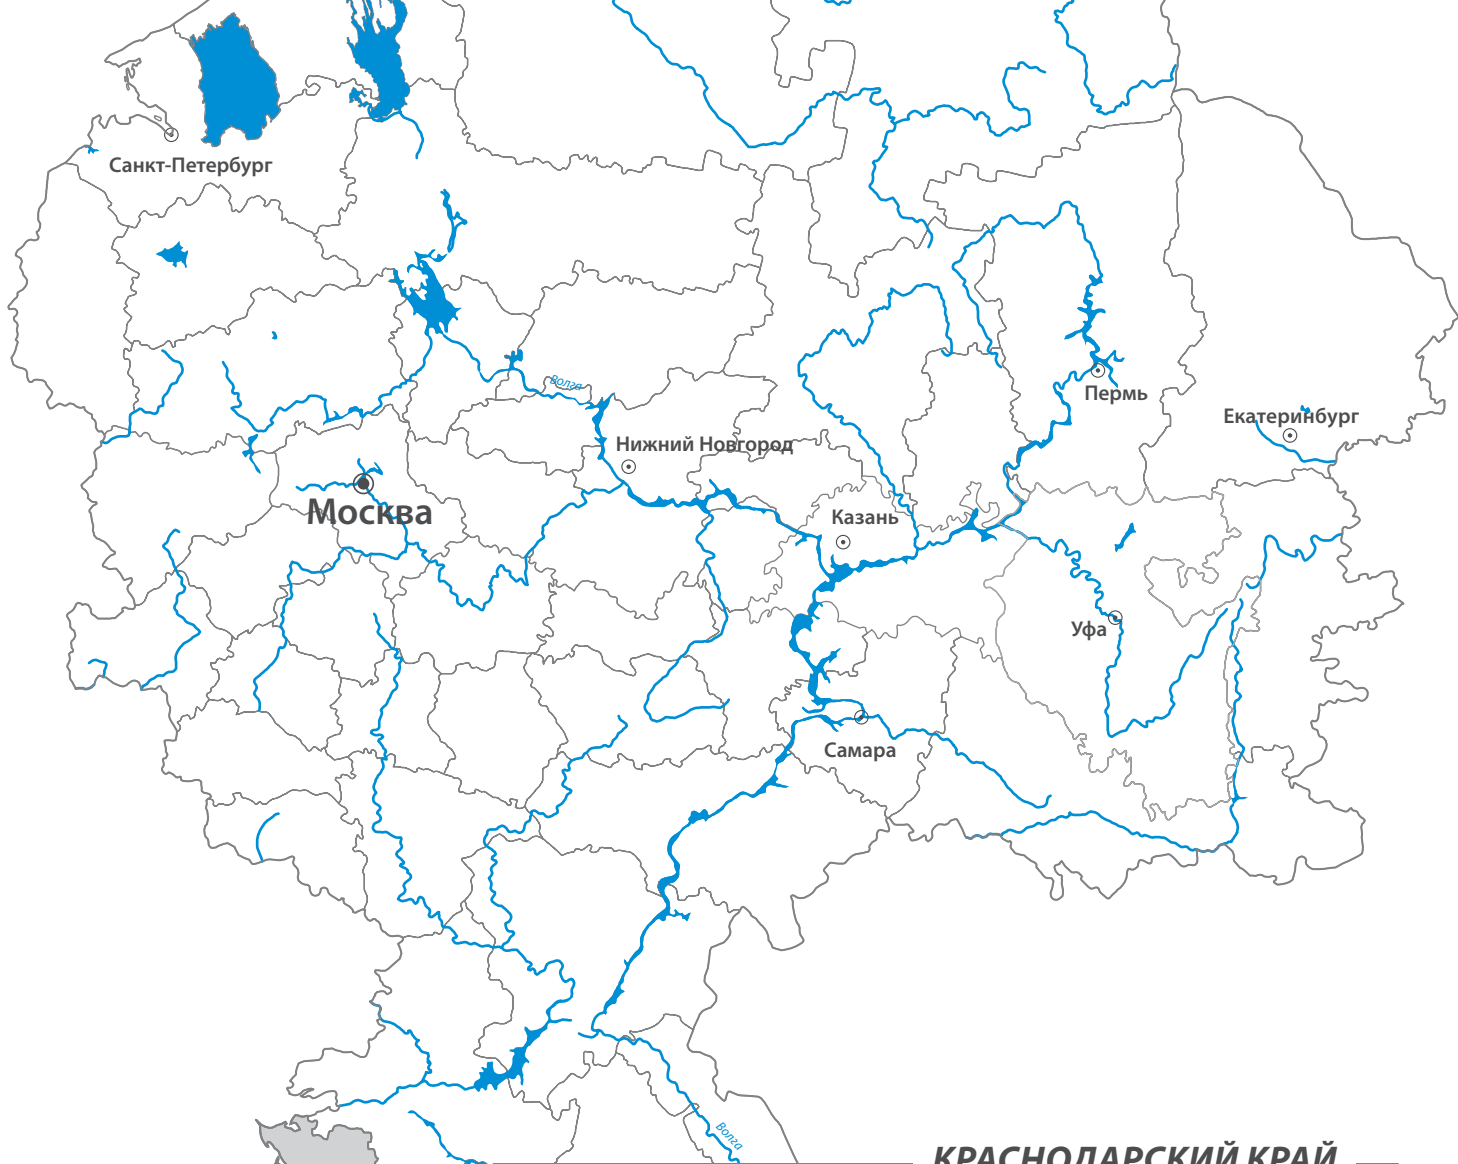 Санкт-Петербург
Волга
Пермь
Екатеринбург
Нижний Новгород
Москва
Казань
Уфа
Самара
Волга
КРАСНОДАРСКИЙ КРАЙ